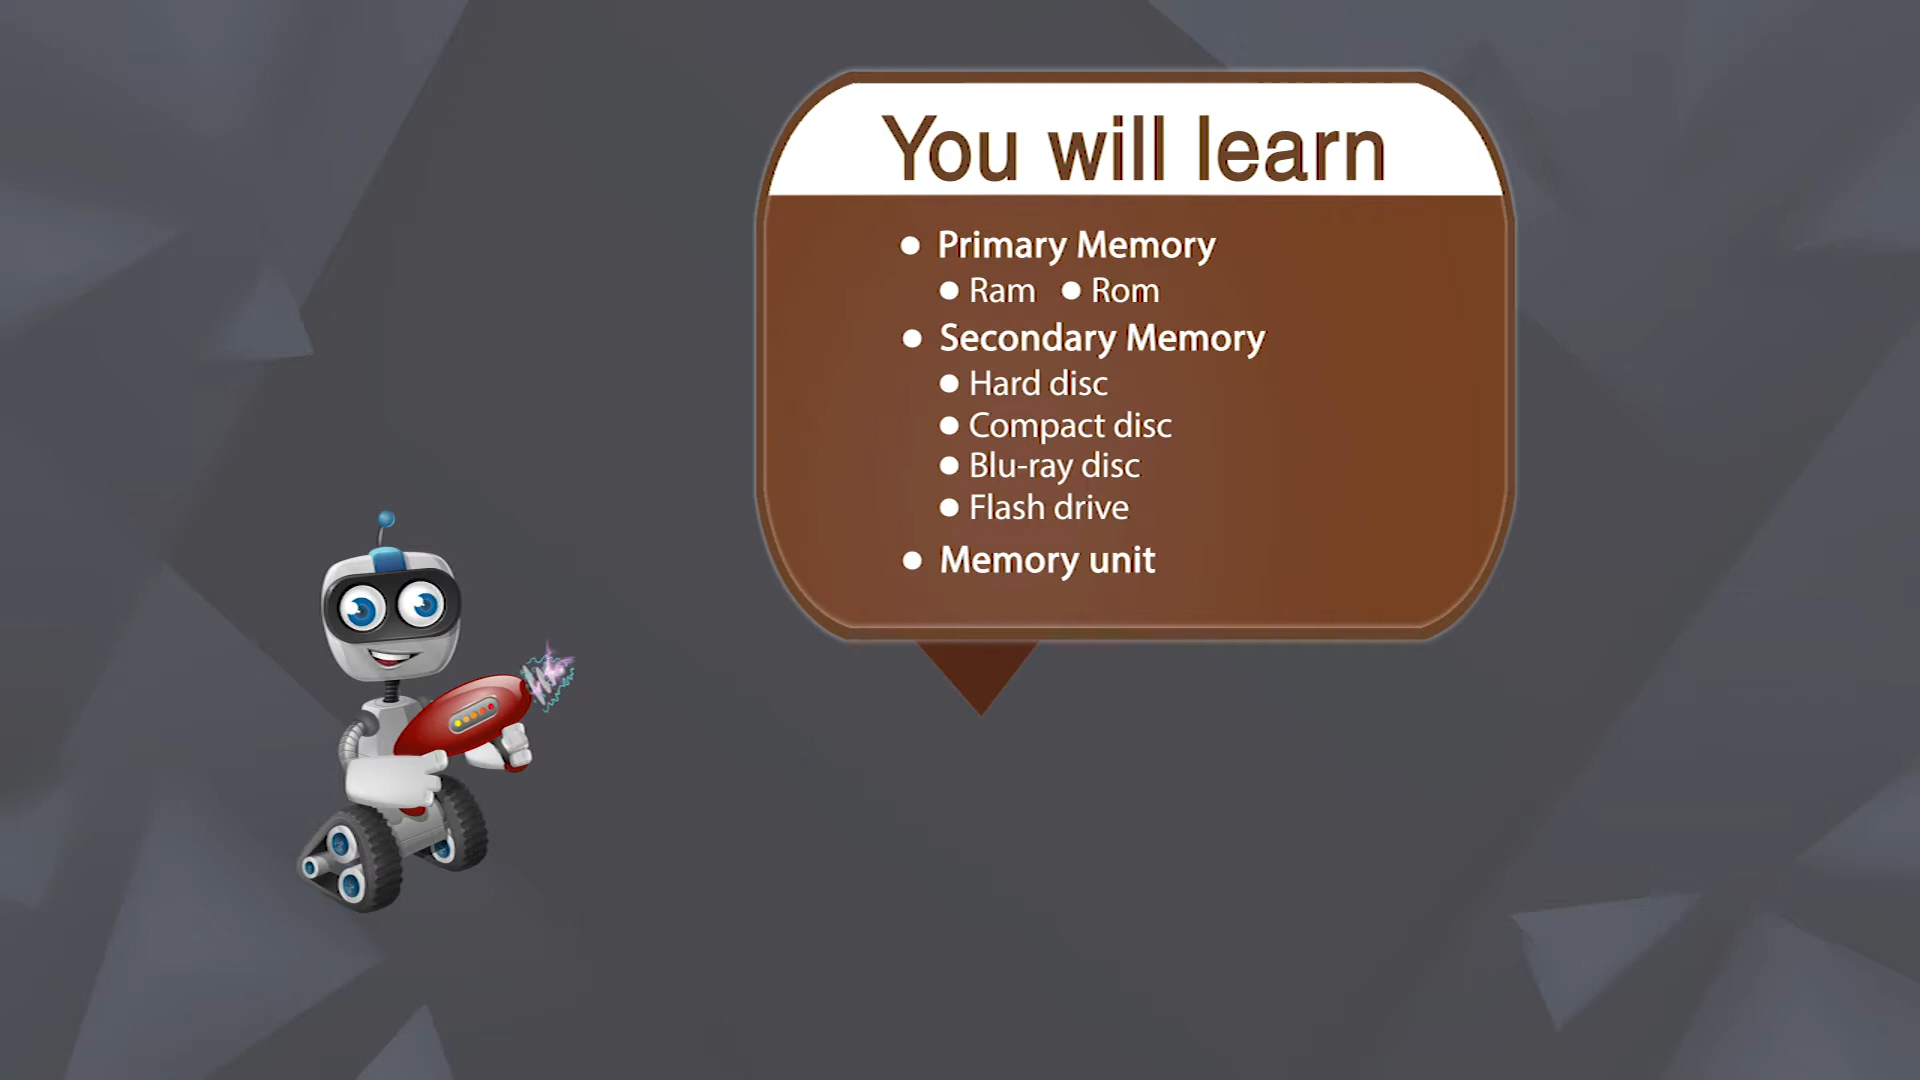 You will learn
• Primary Memory
• Ram • Rom
• Secondary Memory
• Hard disc
• Compact disc
• Blu-ray disc
• Flash drive
• Memory unit